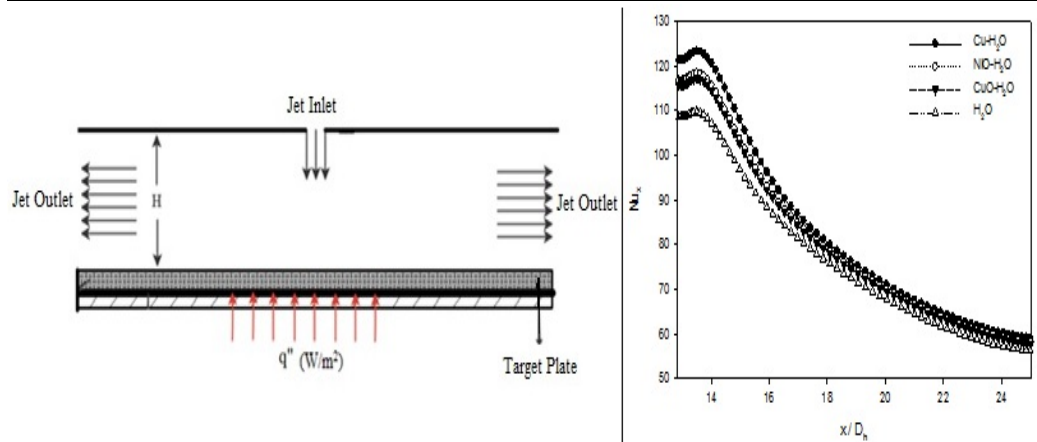 Jet Inlet
Jet Outlet
H
Jet Outlet
q" (W/m²)
Target Plate
130
120
110
100
90
80
70
60
50
Nuₓ
14
16
18
20
22
24
x / Dₕ
Cu-H₂O
NiO-H₂O
CuO-H₂O
H₂O